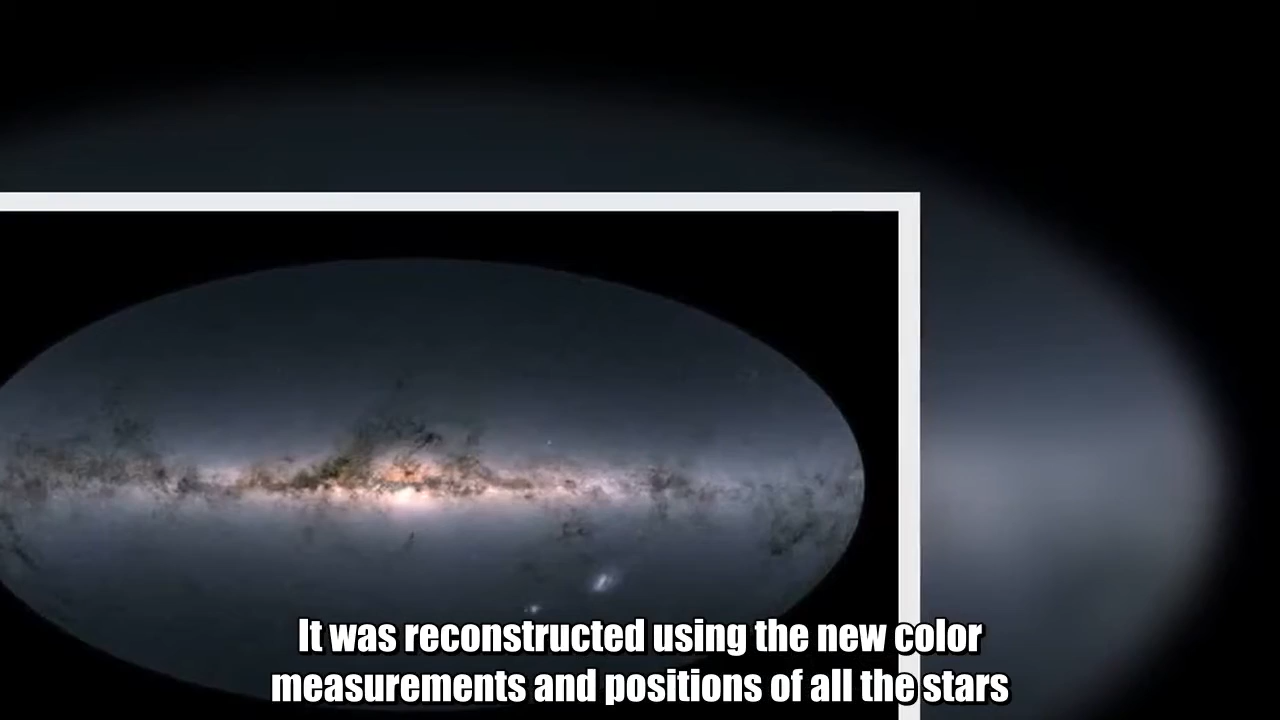 It was reconstructed using the new color
measurements and positions of all the stars